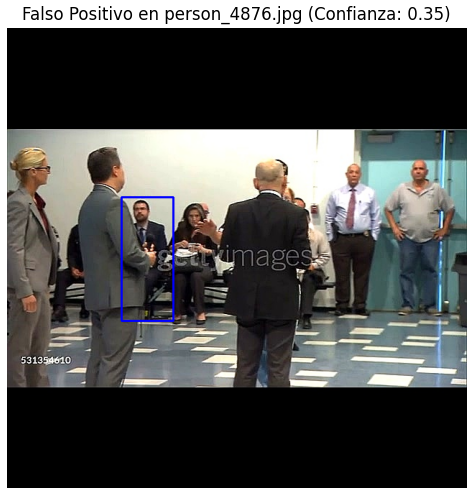 Falso Positivo en person_4876.jpg (Confianza: 0.35)
gettyimages
531354610